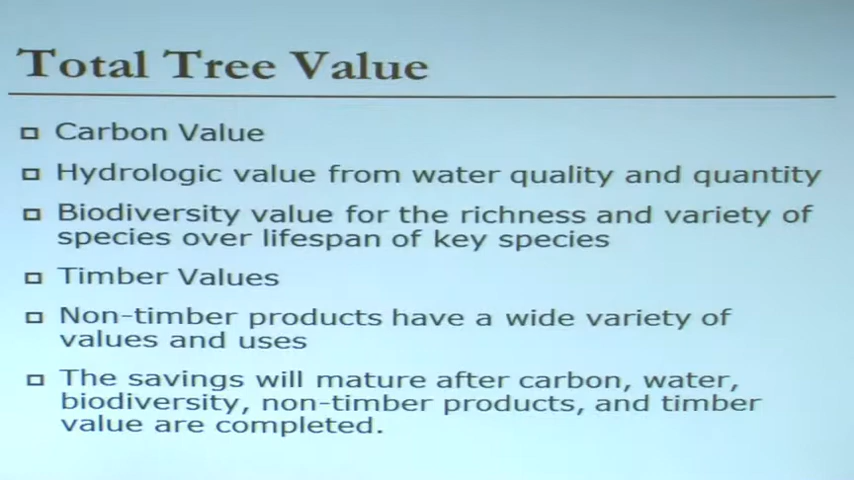 Total Tree Value
Carbon Value
Hydrologic value from water quality and quantity
Biodiversity value for the richness and variety of
species over lifespan of key species
Timber Values
Non-timber products have a wide variety of
values and uses
The savings will mature after carbon, water,
biodiversity, non-timber products, and timber
value are completed.